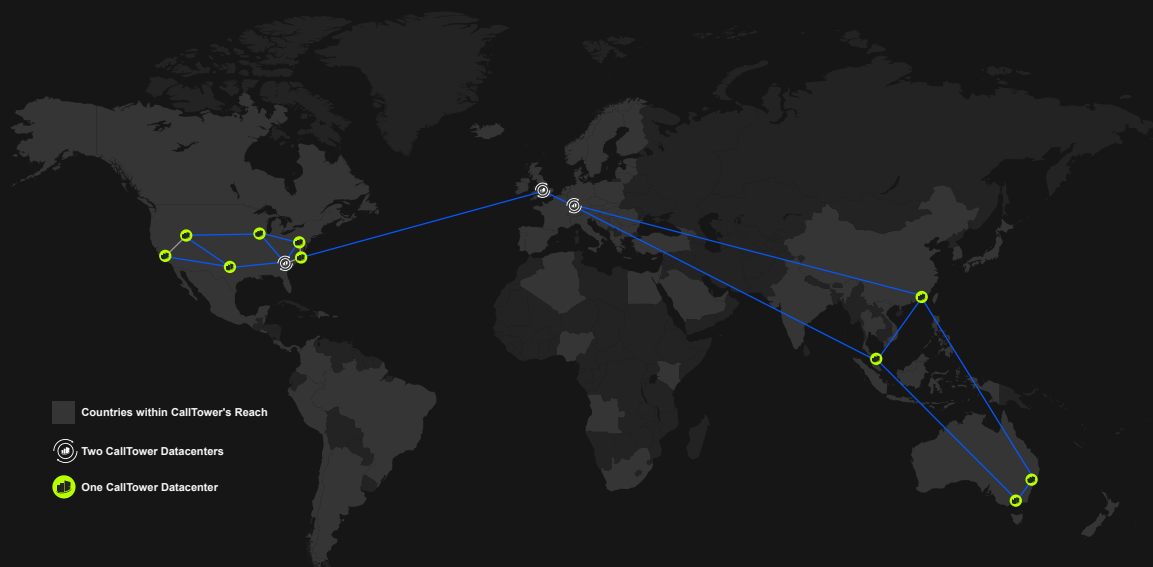 Countries within CallTower's Reach
Two CallTower Datacenters
One CallTower Datacenter